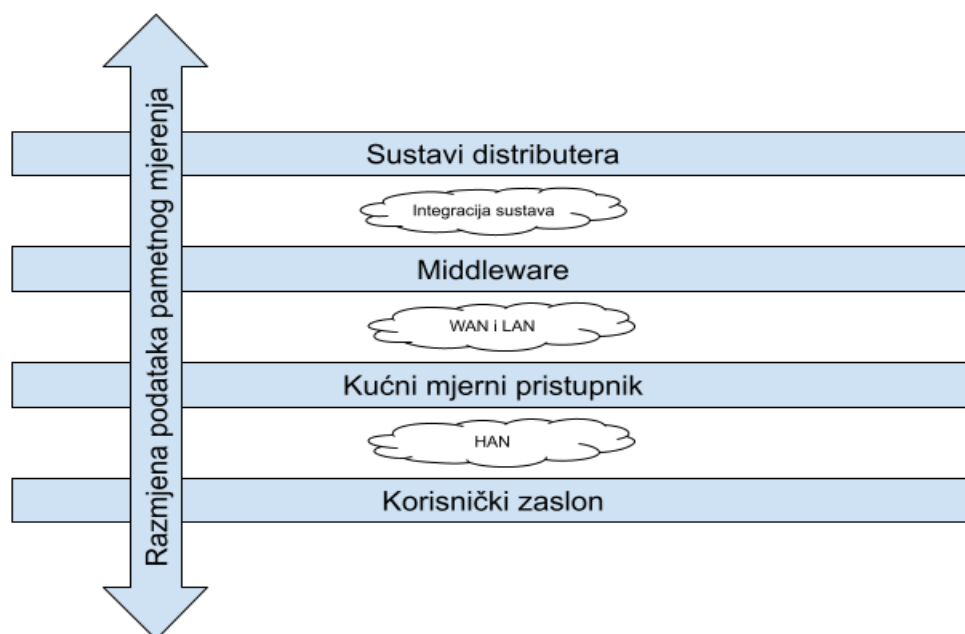 Razmjena podataka pametnog mjerenja
Sustavi distributera
Integracija sustava
Middleware
WAN i LAN
Kućni mjerni pristupnik
HAN
Korisnički zaslon